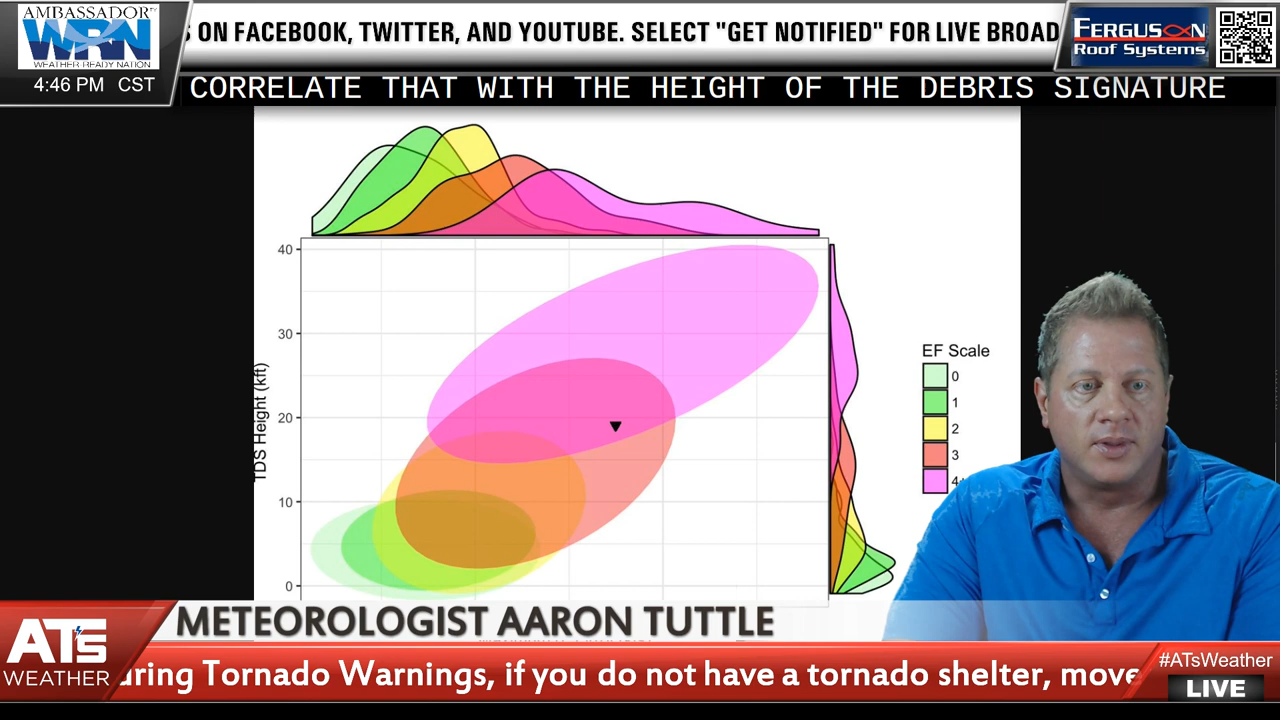 AMBASSADOR
WRN
WEATHER READY NATION
4:46 PM CST
S ON FACEBOOK, TWITTER, AND YOUTUBE. SELECT "GET NOTIFIED" FOR LIVE BROAD
FERGUSON
Roof Systems
CORRELATE THAT WITH THE HEIGHT OF THE DEBRIS SIGNATURE
40
30
20
10
0
TDS Height (kft)
EF Scale
0
1
2
3
4+
METEOROLOGIST AARON TUTTLE
ATs
WEATHER
uring Tornado Warnings, if you do not have a tornado shelter, move
#ATsWeather
LIVE